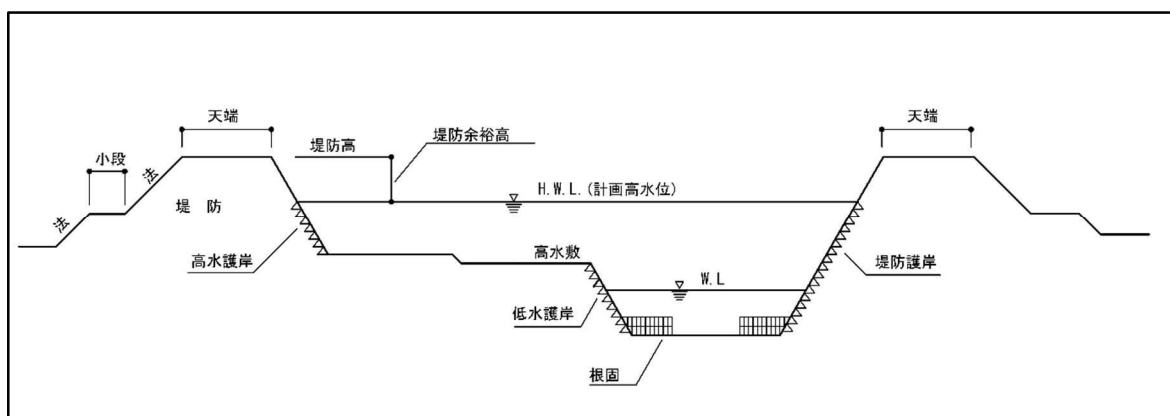 天端
天端
堤防余裕高
堤防高
小段
法
H.W.L.(計画高水位)
法
堤 防
高水敷
高水護岸
堤防護岸
W.L
低水護岸
根固